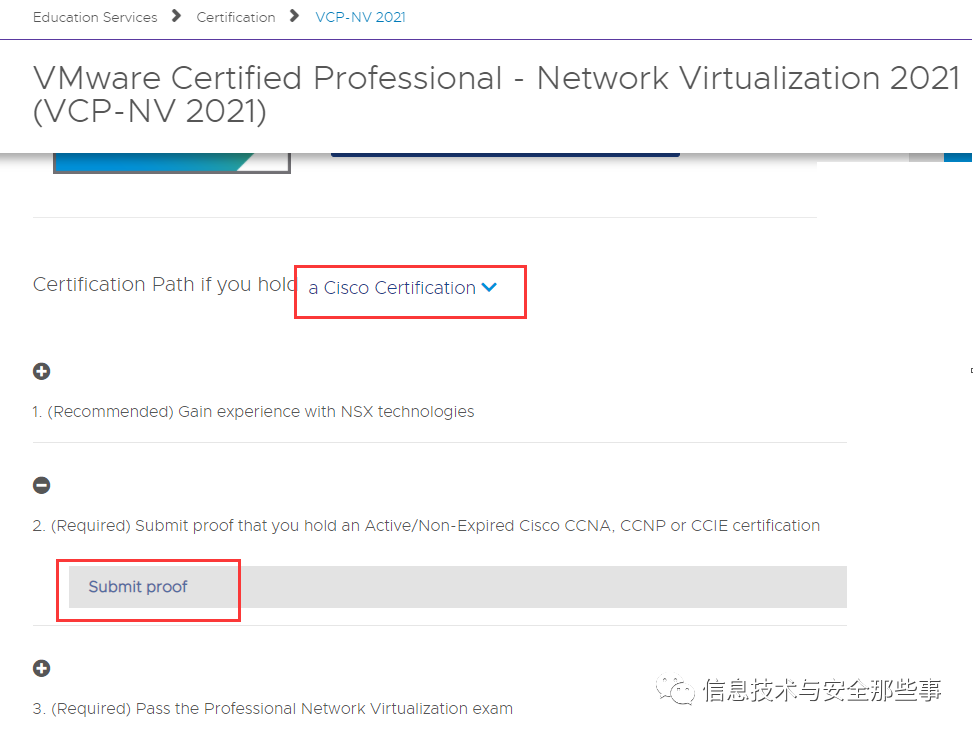 Education Services > Certification > VCP-NV 2021
VMware Certified Professional - Network Virtualization 2021
(VCP-NV 2021)
Certification Path if you hold a Cisco Certification
1. (Recommended) Gain experience with NSX technologies
2. (Required) Submit proof that you hold an Active/Non-Expired Cisco CCNA, CCNP or CCIE certification
Submit proof
3. (Required) Pass the Professional Network Virtualization exam
信息技术与安全那些事